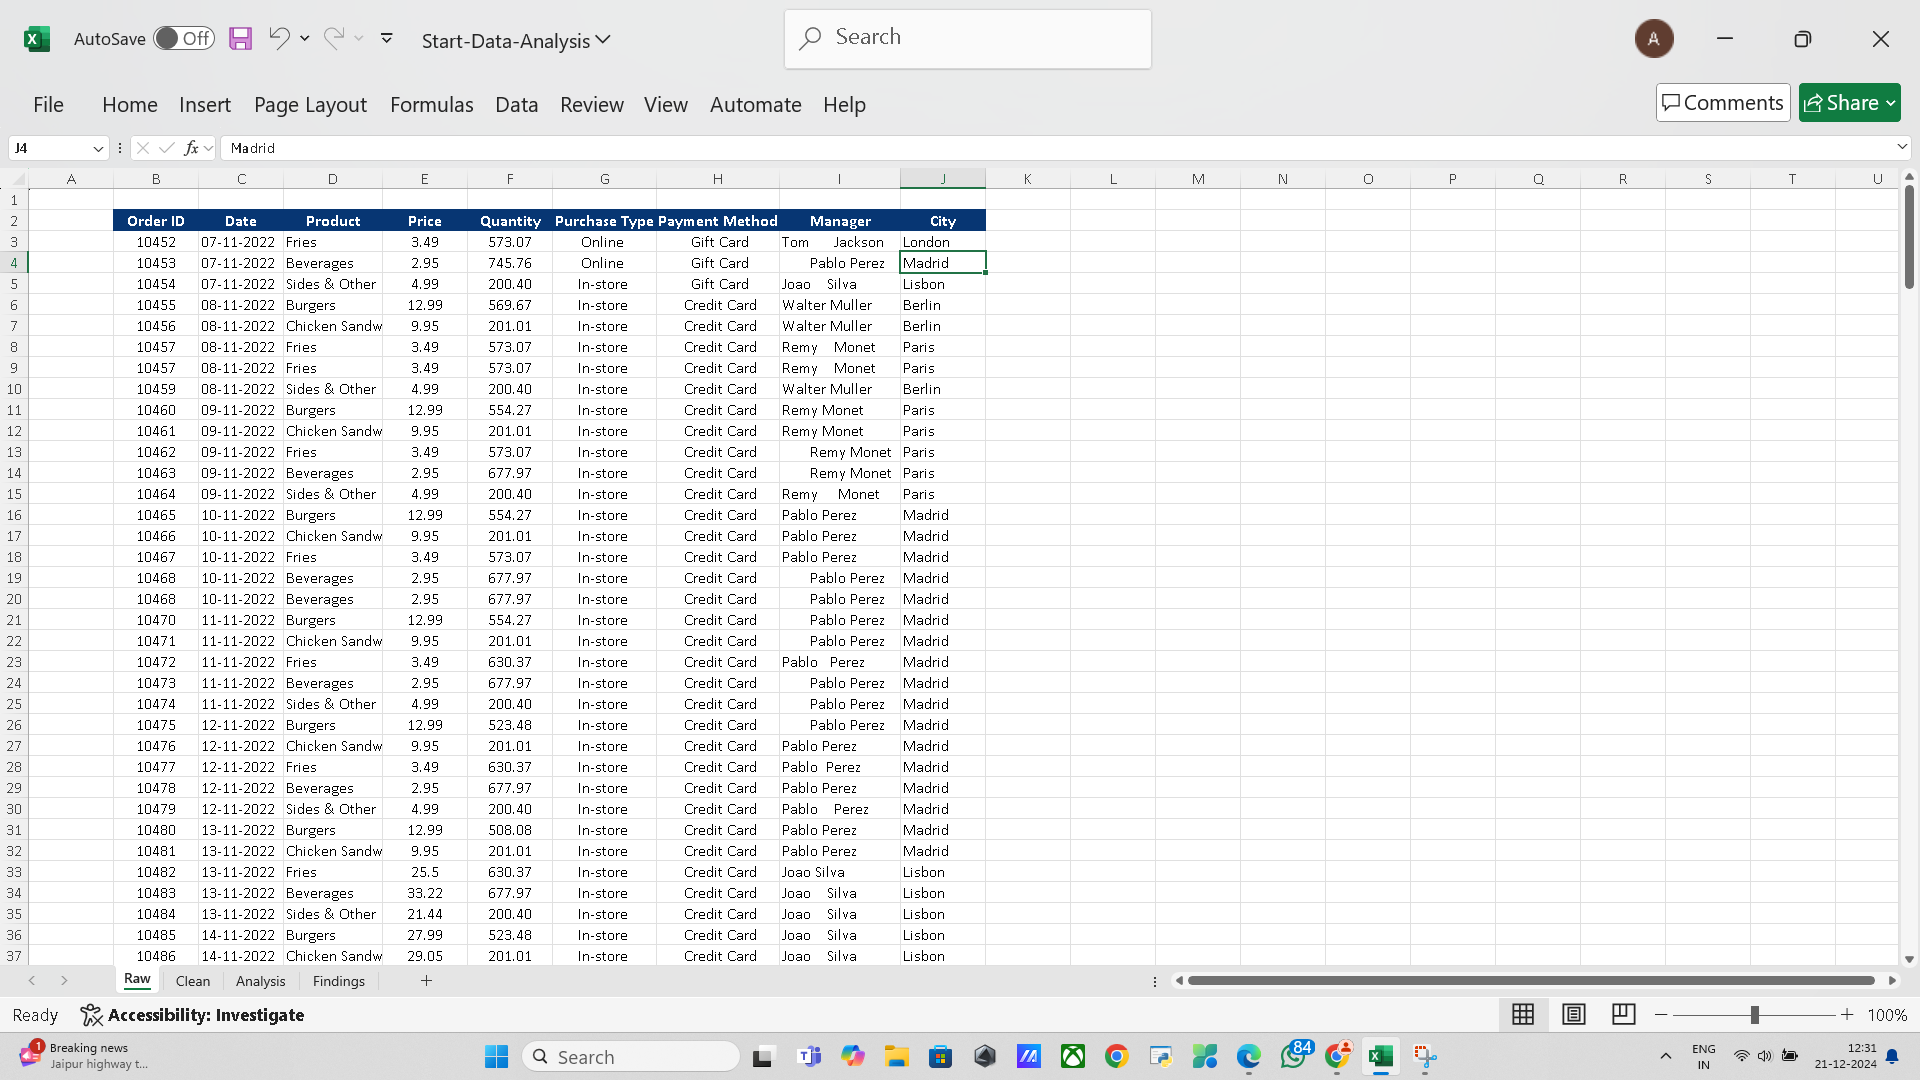 AutoSave Off Start-Data-Analysis Search A
File Home Insert Page Layout Formulas Data Review View Automate Help Comments Share
J4 fx Madrid
A B C D E F G H I J K L M N O P Q R S T U
1
2 Order ID Date Product Price Quantity Purchase Type Payment Method Manager City
3 10452 07-11-2022 Fries 3.49 573.07 Online Gift Card Tom Jackson London
4 10453 07-11-2022 Beverages 2.95 745.76 Online Gift Card Pablo Perez Madrid
5 10454 07-11-2022 Sides & Other 4.99 200.40 In-store Gift Card Joao Silva Lisbon
6 10455 08-11-2022 Burgers 12.99 569.67 In-store Credit Card Walter Muller Berlin
7 10456 08-11-2022 Chicken Sandw 9.95 201.01 In-store Credit Card Walter Muller Berlin
8 10457 08-11-2022 Fries 3.49 573.07 In-store Credit Card Remy Monet Paris
9 10457 08-11-2022 Fries 3.49 573.07 In-store Credit Card Remy Monet Paris
10 10459 08-11-2022 Sides & Other 4.99 200.40 In-store Credit Card Walter Muller Berlin
11 10460 09-11-2022 Burgers 12.99 554.27 In-store Credit Card Remy Monet Paris
12 10461 09-11-2022 Chicken Sandw 9.95 201.01 In-store Credit Card Remy Monet Paris
13 10462 09-11-2022 Fries 3.49 573.07 In-store Credit Card Remy Monet Paris
14 10463 09-11-2022 Beverages 2.95 677.97 In-store Credit Card Remy Monet Paris
15 10464 09-11-2022 Sides & Other 4.99 200.40 In-store Credit Card Remy Monet Paris
16 10465 10-11-2022 Burgers 12.99 554.27 In-store Credit Card Pablo Perez Madrid
17 10466 10-11-2022 Chicken Sandw 9.95 201.01 In-store Credit Card Pablo Perez Madrid
18 10467 10-11-2022 Fries 3.49 573.07 In-store Credit Card Pablo Perez Madrid
19 10468 10-11-2022 Beverages 2.95 677.97 In-store Credit Card Pablo Perez Madrid
20 10468 10-11-2022 Beverages 2.95 677.97 In-store Credit Card Pablo Perez Madrid
21 10470 11-11-2022 Burgers 12.99 554.27 In-store Credit Card Pablo Perez Madrid
22 10471 11-11-2022 Chicken Sandw 9.95 201.01 In-store Credit Card Pablo Perez Madrid
23 10472 11-11-2022 Fries 3.49 630.37 In-store Credit Card Pablo Perez Madrid
24 10473 11-11-2022 Beverages 2.95 677.97 In-store Credit Card Pablo Perez Madrid
25 10474 11-11-2022 Sides & Other 4.99 200.40 In-store Credit Card Pablo Perez Madrid
26 10475 12-11-2022 Burgers 12.99 523.48 In-store Credit Card Pablo Perez Madrid
27 10476 12-11-2022 Chicken Sandw 9.95 201.01 In-store Credit Card Pablo Perez Madrid
28 10477 12-11-2022 Fries 3.49 630.37 In-store Credit Card Pablo Perez Madrid
29 10478 12-11-2022 Beverages 2.95 677.97 In-store Credit Card Pablo Perez Madrid
30 10479 12-11-2022 Sides & Other 4.99 200.40 In-store Credit Card Pablo Perez Madrid
31 10480 13-11-2022 Burgers 12.99 508.08 In-store Credit Card Pablo Perez Madrid
32 10481 13-11-2022 Chicken Sandw 9.95 201.01 In-store Credit Card Pablo Perez Madrid
33 10482 13-11-2022 Fries 25.5 630.37 In-store Credit Card Joao Silva Lisbon
34 10483 13-11-2022 Beverages 33.22 677.97 In-store Credit Card Joao Silva Lisbon
35 10484 13-11-2022 Sides & Other 21.44 200.40 In-store Credit Card Joao Silva Lisbon
36 10485 14-11-2022 Burgers 27.99 523.48 In-store Credit Card Joao Silva Lisbon
37 10486 14-11-2022 Chicken Sandw 29.05 201.01 In-store Credit Card Joao Silva Lisbon
Raw Clean Analysis Findings +
Ready Accessibility: Investigate 100%
1 Breaking news
Jaipur highway t...
Search
84
ENG
IN
12:31
21-12-2024